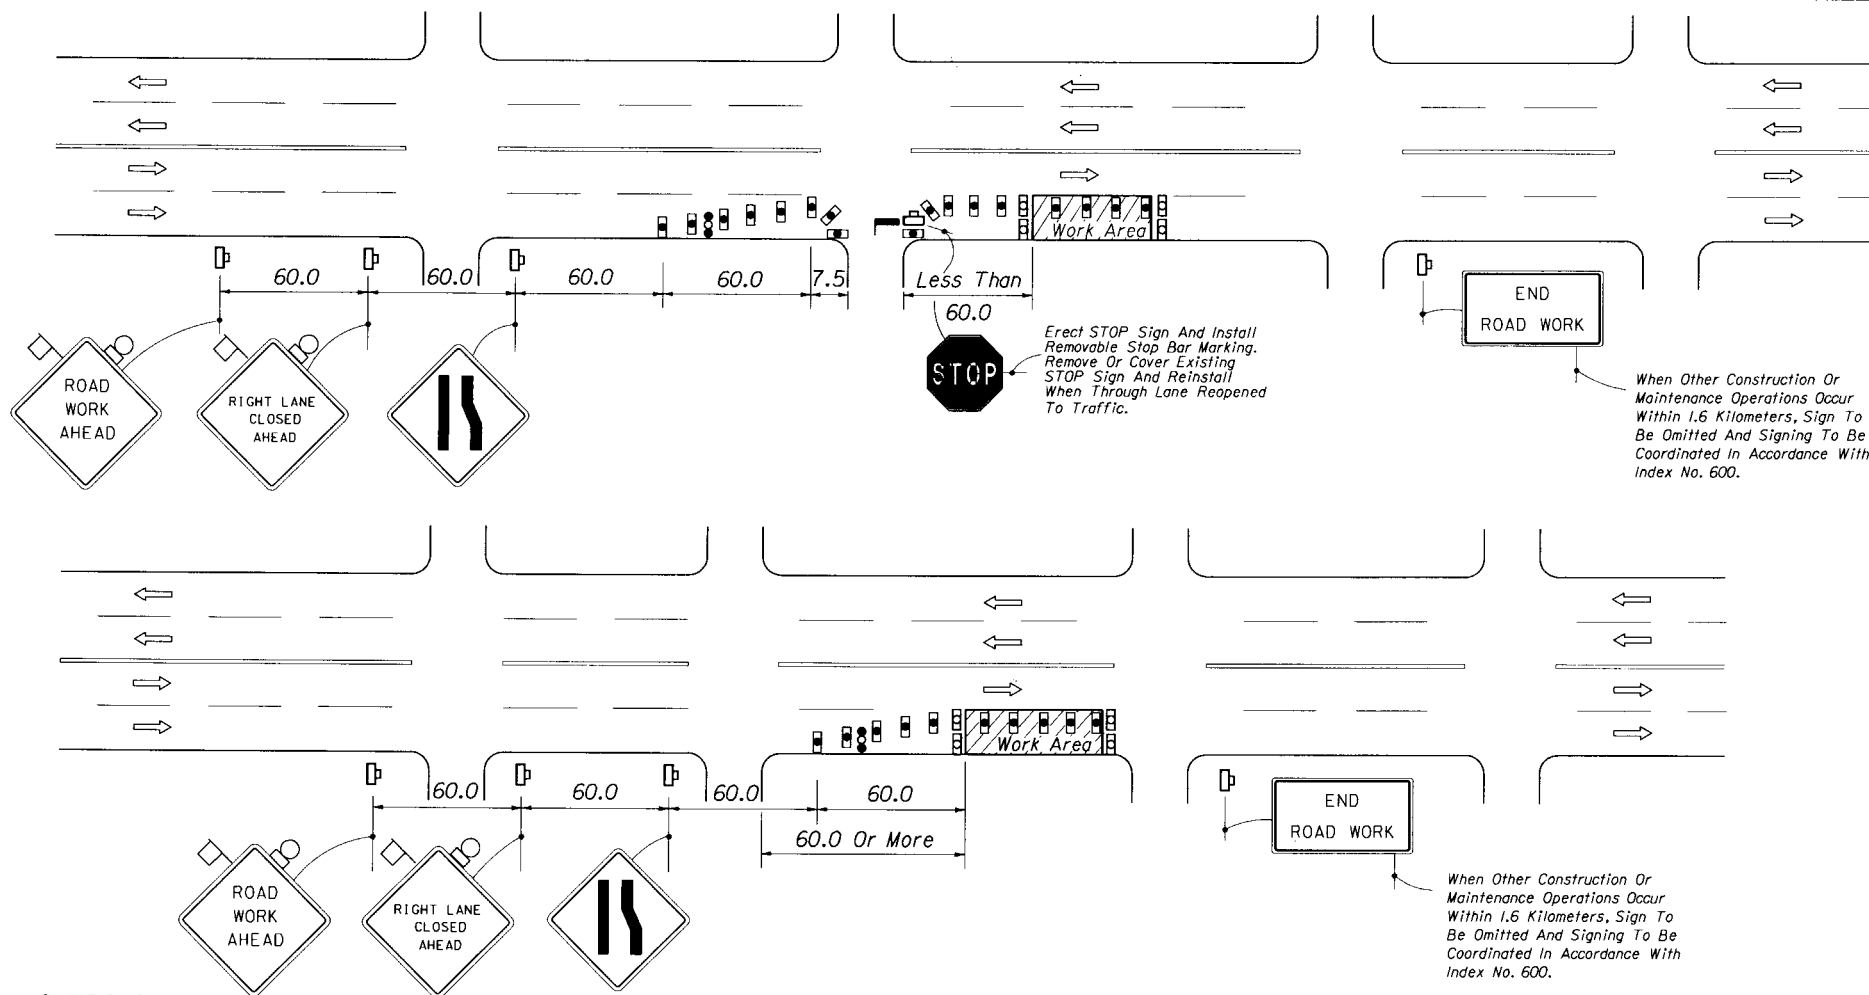 60.0
60.0
60.0
60.0
7.5
Less Than
60.0
Work Area
ROAD
WORK
AHEAD
RIGHT LANE
CLOSED
AHEAD
STOP
Erect STOP Sign And Install
Removable Stop Bar Marking.
Remove Or Cover Existing
STOP Sign And Reinstall
When Through Lane Reopened
To Traffic.
END
ROAD WORK
When Other Construction Or
Maintenance Operations Occur
Within 1.6 Kilometers, Sign To
Be Omitted And Signing To Be
Coordinated In Accordance With
Index No. 600.
Work Area
60.0
60.0
60.0
60.0
60.0 Or More
ROAD
WORK
AHEAD
RIGHT LANE
CLOSED
AHEAD
END
ROAD WORK
When Other Construction Or
Maintenance Operations Occur
Within 1.6 Kilometers, Sign To
Be Omitted And Signing To Be
Coordinated In Accordance With
Index No. 600.